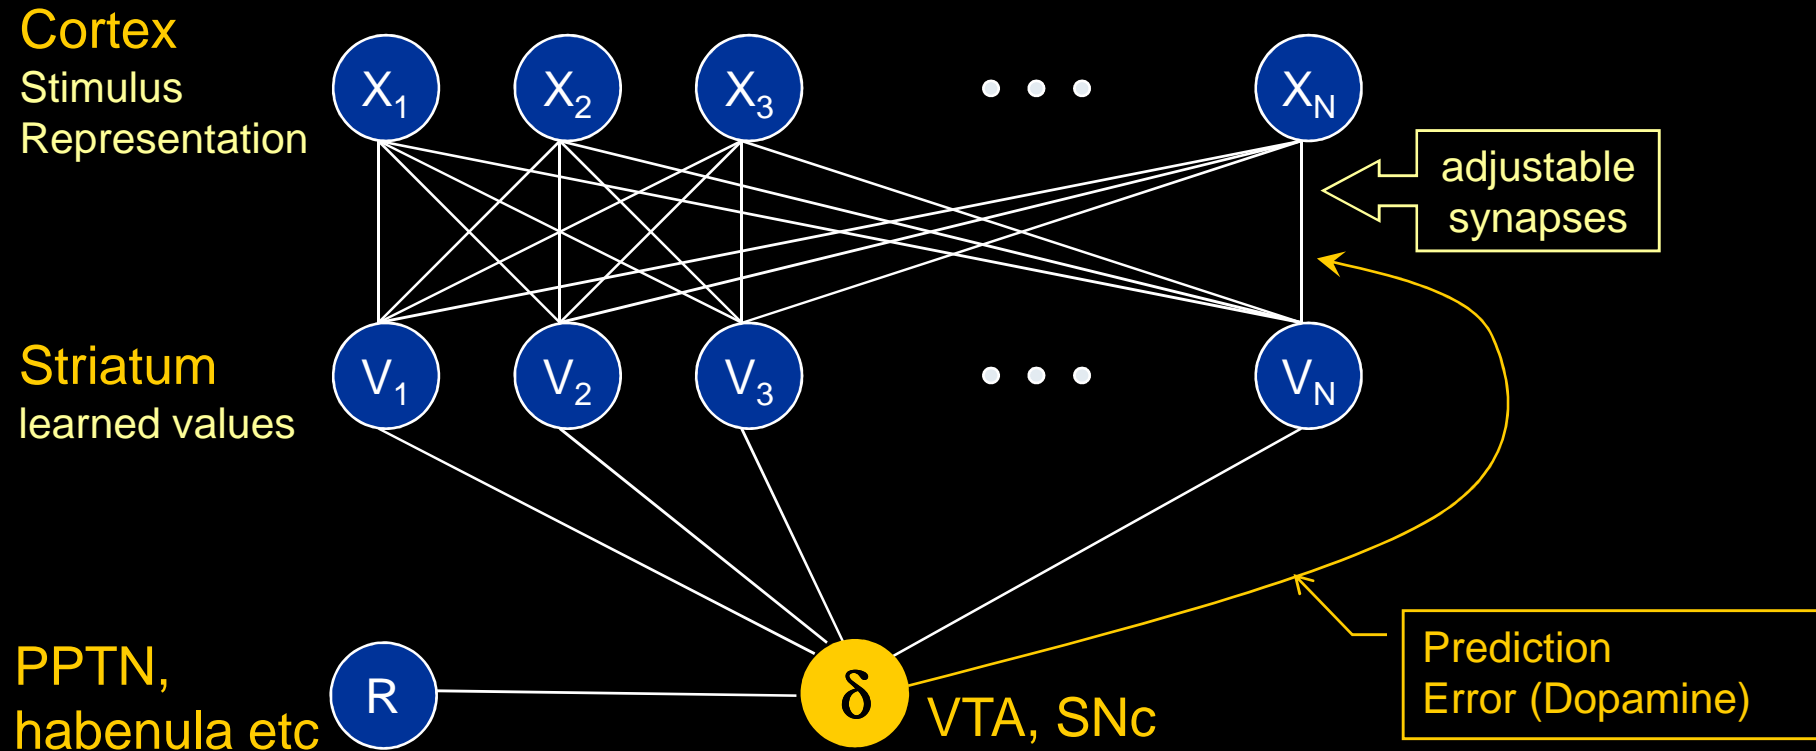 Cortex
Stimulus
Representation
X1
X2
X3
XN
adjustable
synapses
Striatum
learned values
V1
V2
V3
VN
PPTN,
habenula etc
R
δ
VTA, SNc
Prediction
Error (Dopamine)